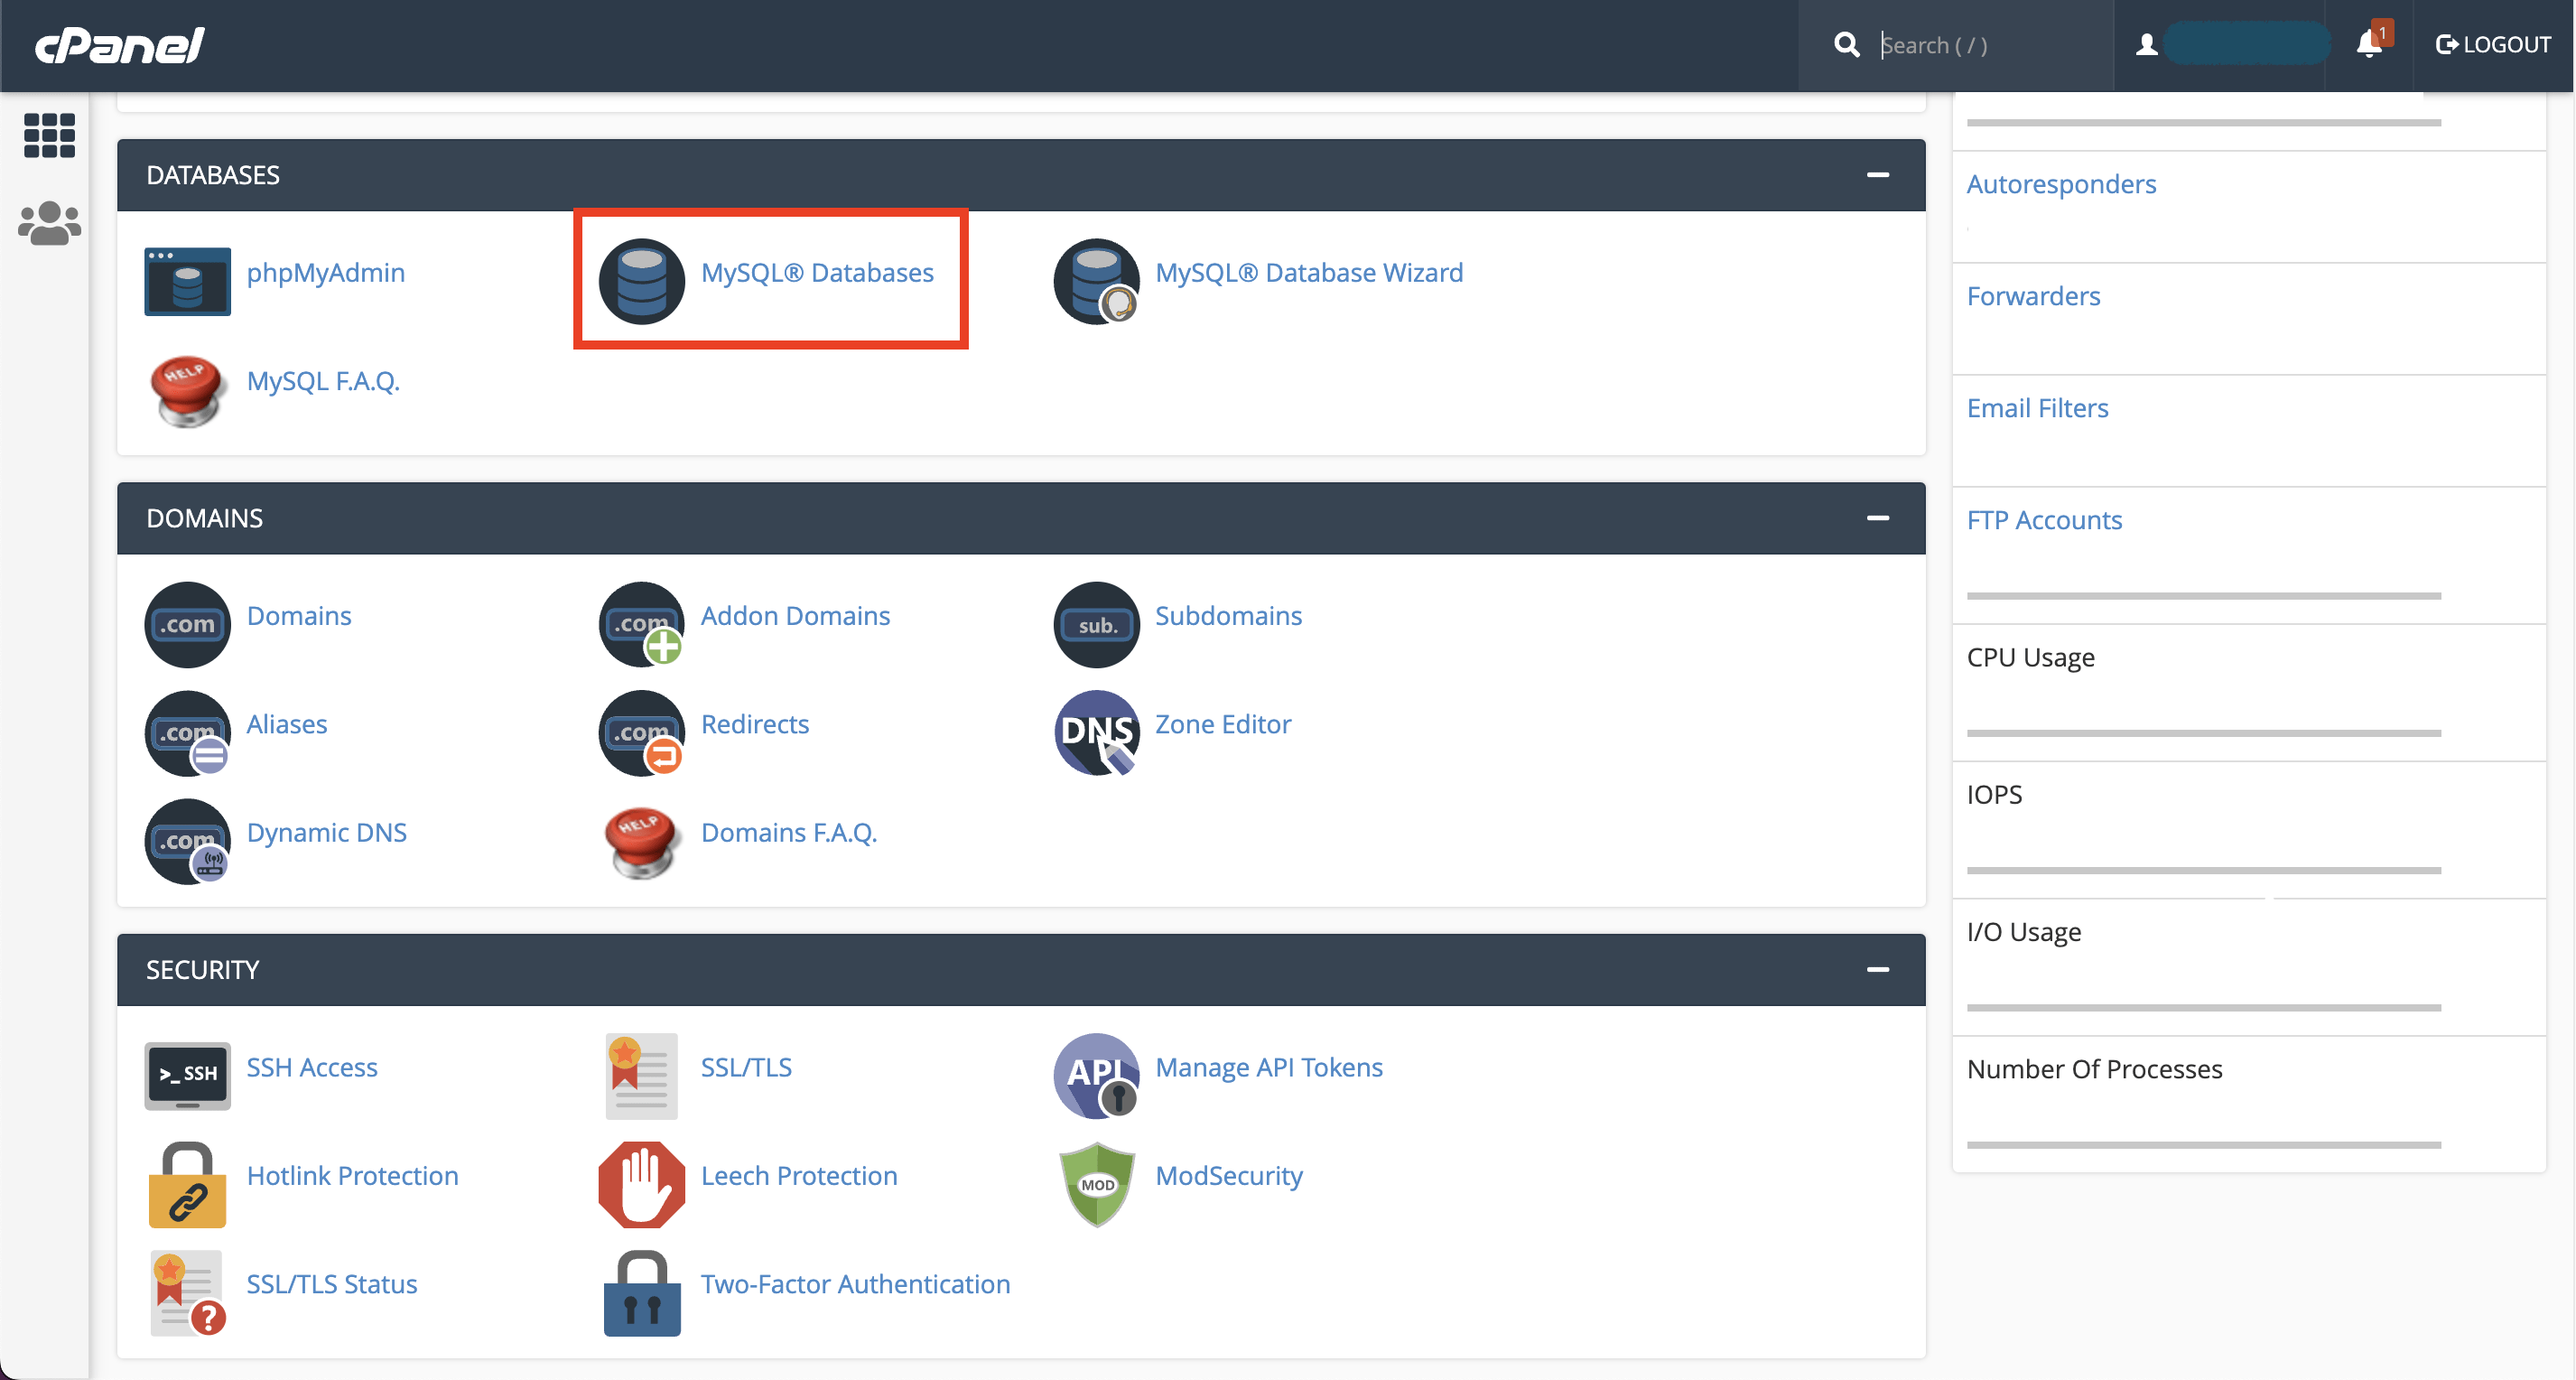 cPanel
Search ( / )
1
LOGOUT
DATABASES
phpMyAdmin
MySQL® Databases
MySQL® Database Wizard
HELP
MySQL F.A.Q.
DOMAINS
.com
Domains
.com
Addon Domains
sub.
Subdomains
.com
Aliases
.com
Redirects
DNS
Zone Editor
.com
Dynamic DNS
HELP
Domains F.A.Q.
SECURITY
>_ SSH
SSH Access
SSL/TLS
API
Manage API Tokens
Hotlink Protection
Leech Protection
MOD
ModSecurity
?
SSL/TLS Status
Two-Factor Authentication
Autoresponders
Forwarders
Email Filters
FTP Accounts
CPU Usage
IOPS
I/O Usage
Number Of Processes